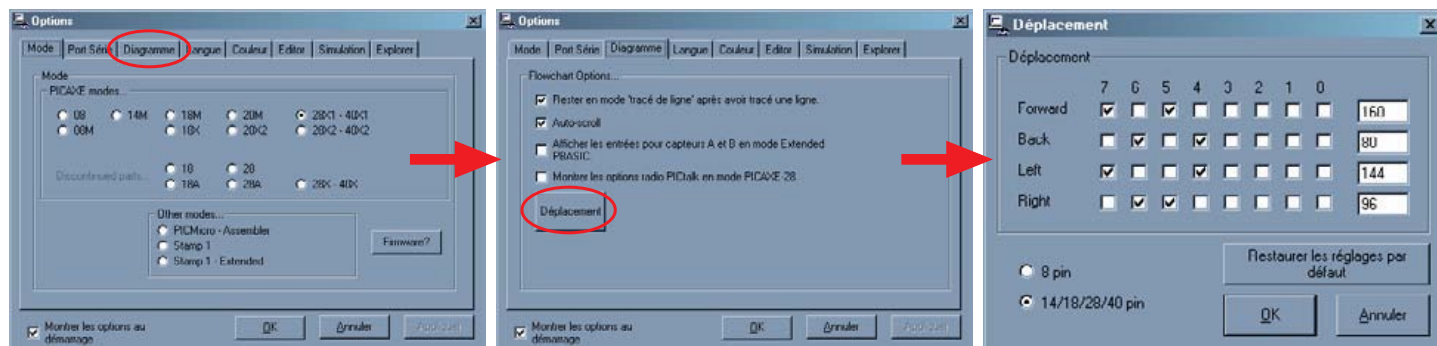 Options
Mode Port Série Diagramme Langue Couleur Editor Simulation Explorer
Mode
PICAXE modes...
08 14M 18M 20M 28X1 - 40X1
08M 18X 20X2 28X2 - 40X2
Discontinued parts... 18 28
18A 28A 28X - 40X
Other modes...
PICMicro - Assembler
Stamp 1
Stamp 1 - Extended
Firmware?
Montrer les options au
démarrage
OK Annuler Appliquer
Options
Mode Port Série Diagramme Langue Couleur Editor Simulation Explorer
Flowchart Options...
Rester en mode 'tracé de ligne' après avoir tracé une ligne.
Auto-scroll
Afficher les entrées pour capteurs A et B en mode Extended
PBASIC
Montrer les options radio PICtalk en mode PICAXE 28.
Déplacement
Montrer les options au
démarrage
OK Annuler Appliquer
Déplacement
Déplacement
7 6 5 4 3 2 1 0
Forward 160
Back 80
Left 144
Right 96
8 pin
14/18/28/40 pin
Restaurer les réglages par
défaut
OK Annuler